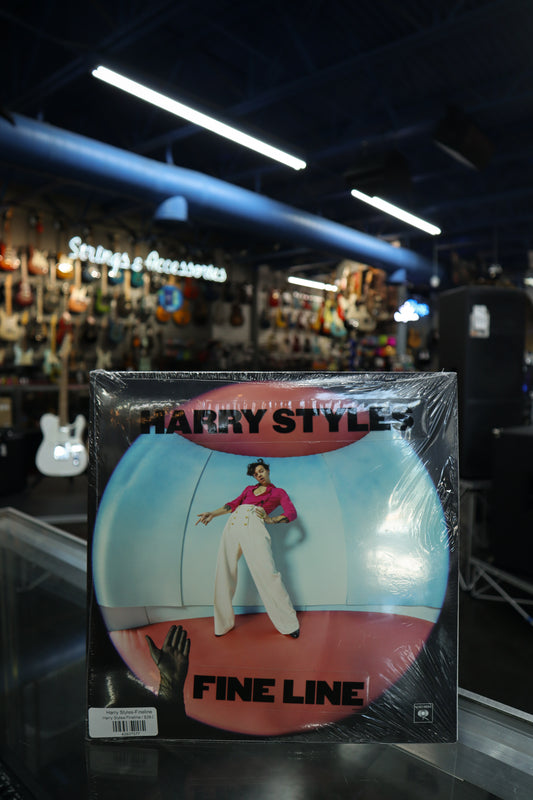 Strings & Accessories
HARRY STYLES
FINE LINE
Harry Styles-Fineline